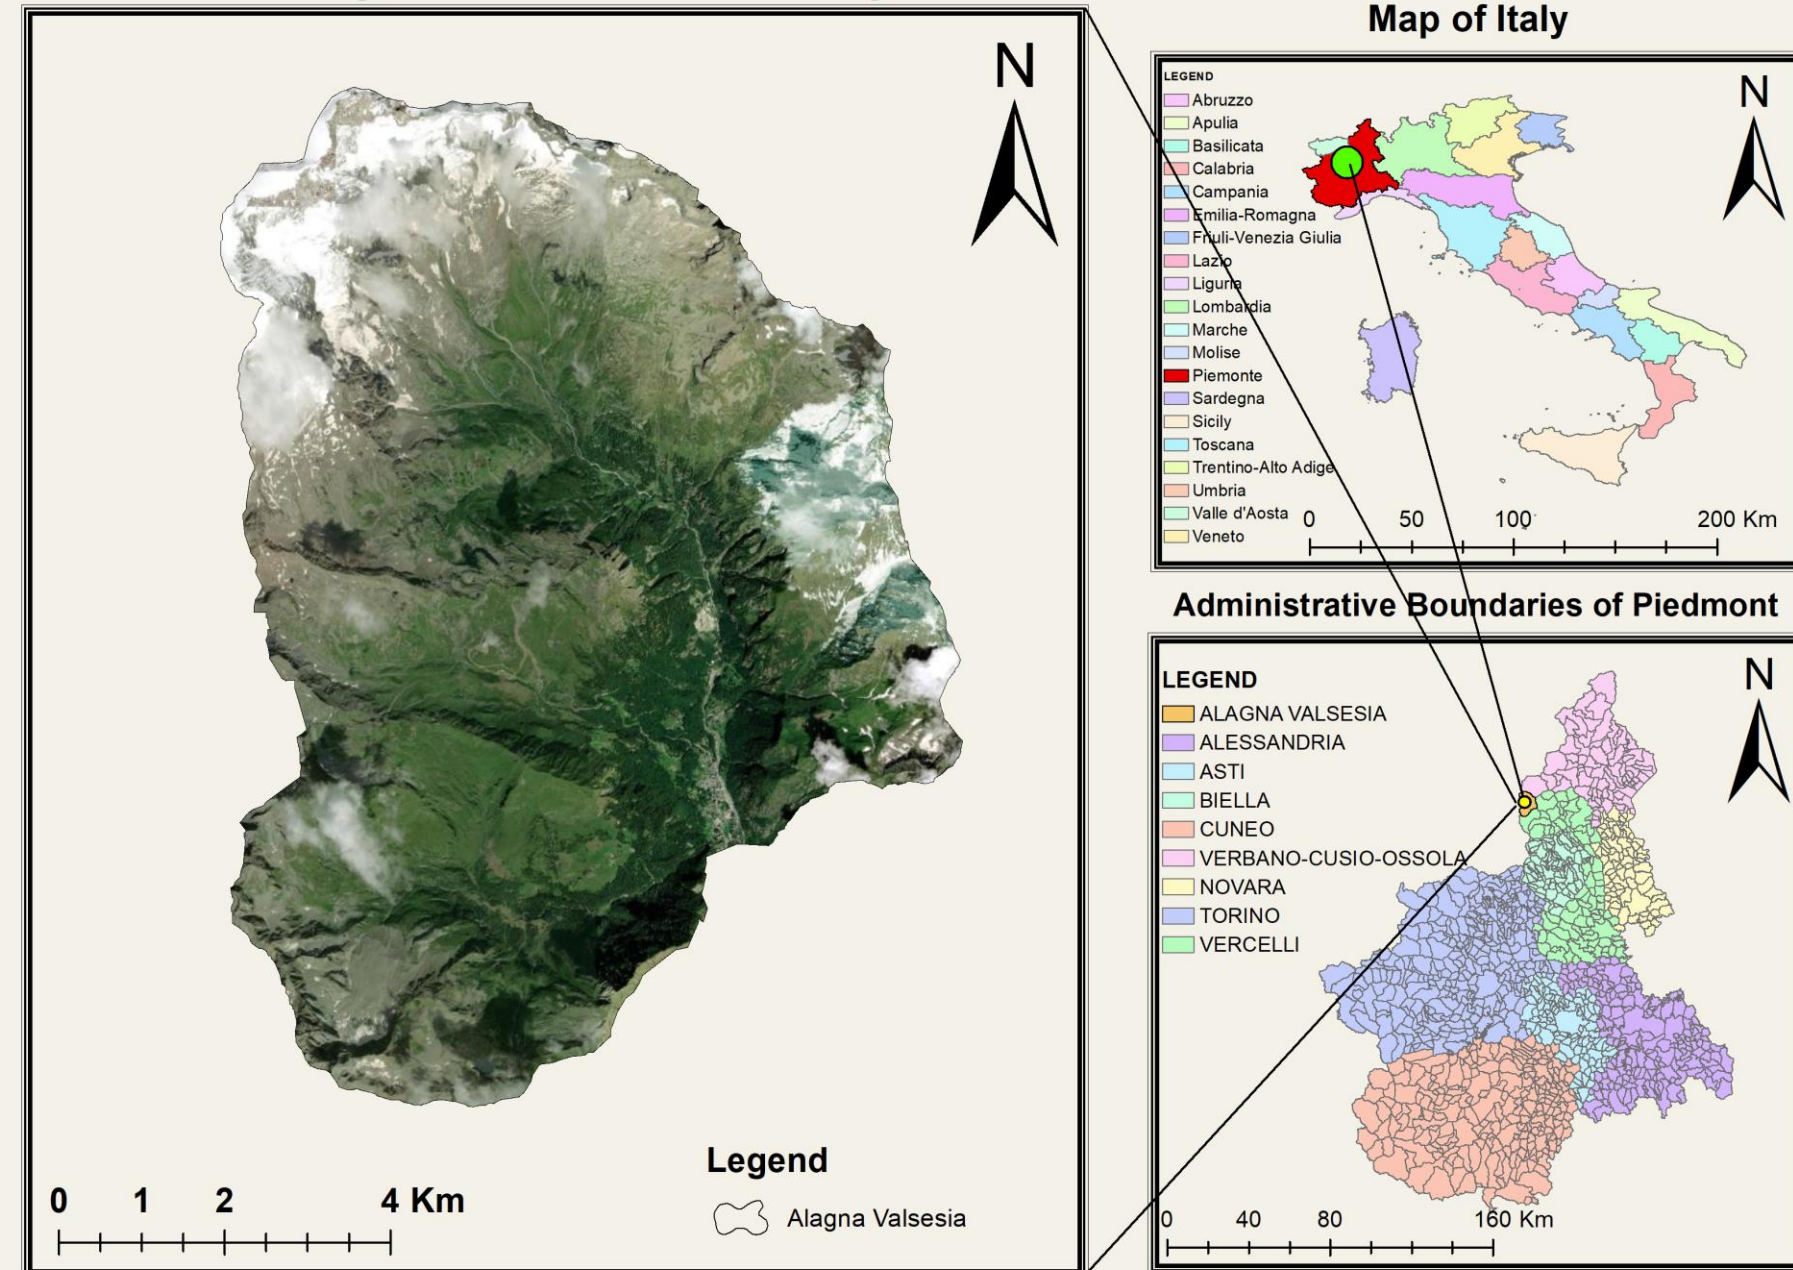 N
Legend
Alagna Valsesia
0 1 2 4 Km
Map of Italy
LEGEND
Abruzzo
Apulia
Basilicata
Calabria
Campania
Emilia-Romagna
Friuli-Venezia Giulia
Lazio
Liguria
Lombardia
Marche
Molise
Piemonte
Sardegna
Sicily
Toscana
Trentino-Alto Adige
Umbria
Valle d'Aosta
Veneto
N
0 50 100 200 Km
Administrative Boundaries of Piedmont
LEGEND
ALAGNA VALSESIA
ALESSANDRIA
ASTI
BIELLA
CUNEO
VERBANO-CUSIO-OSSOLA
NOVARA
TORINO
VERCELLI
N
0 40 80 160 Km